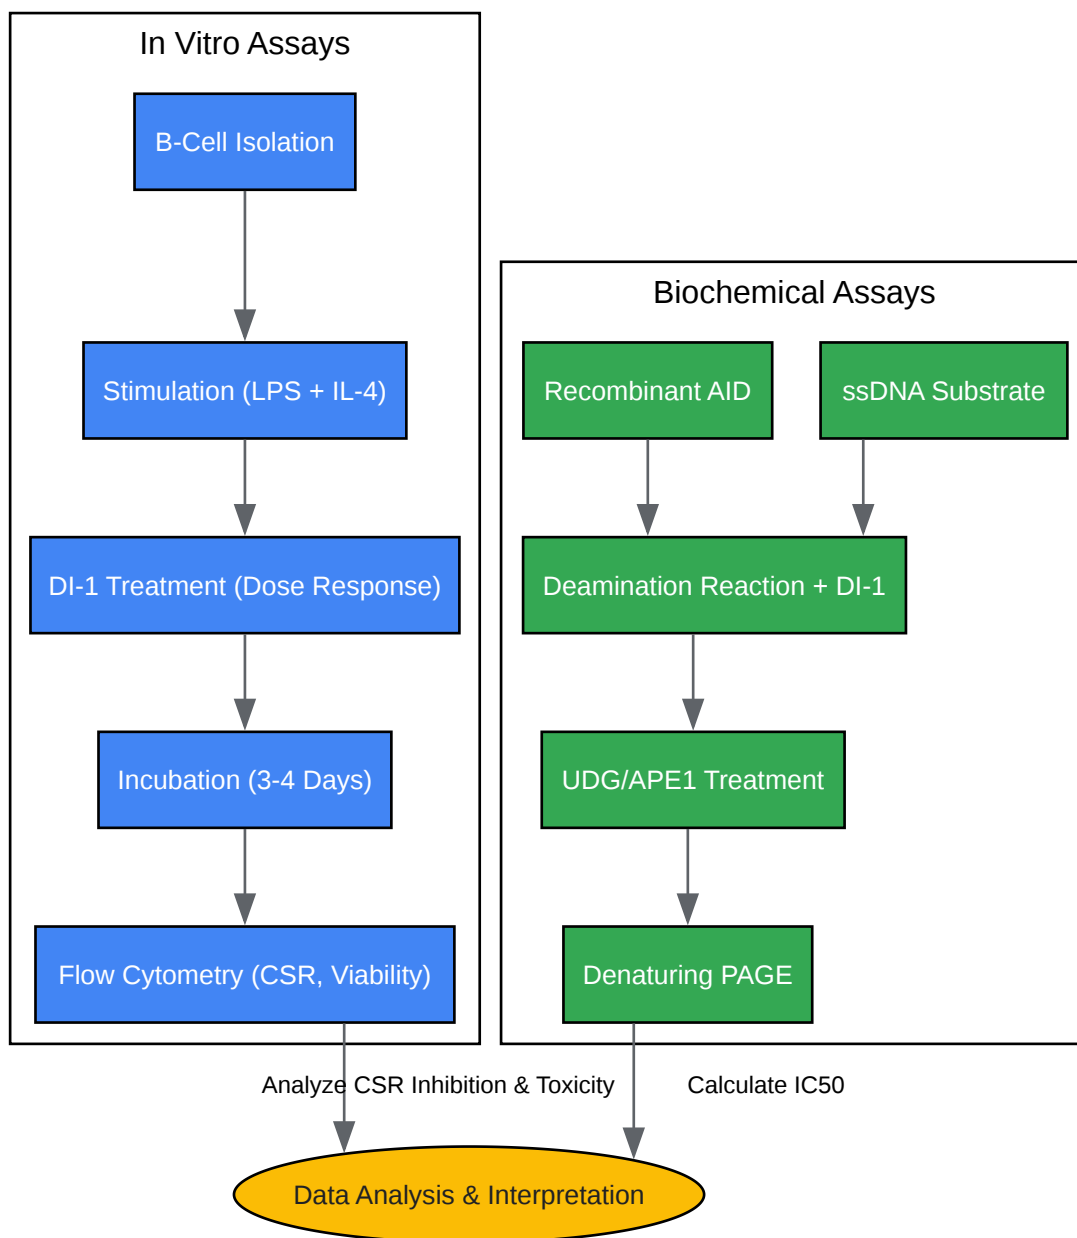 In Vitro Assays
B-Cell Isolation
Stimulation (LPS + IL-4)
DI-1 Treatment (Dose Response)
Incubation (3-4 Days)
Flow Cytometry (CSR, Viability)
Biochemical Assays
Recombinant AID
ssDNA Substrate
Deamination Reaction + DI-1
UDG/APE1 Treatment
Denaturing PAGE
Analyze CSR Inhibition & Toxicity
Calculate IC50
Data Analysis & Interpretation